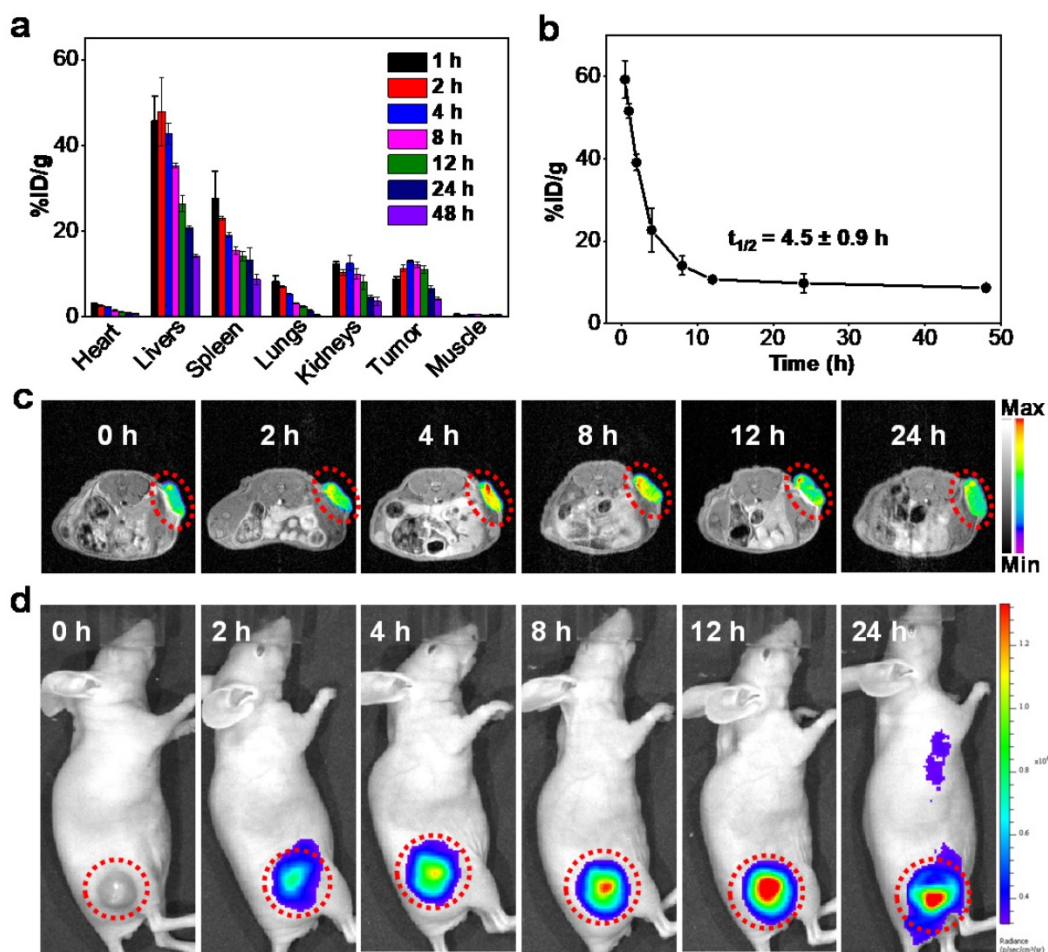 a
60
40
20
0
%ID/g
1 h
2 h
4 h
8 h
12 h
24 h
48 h
Heart
Livers
Spleen
Lungs
Kidneys
Tumor
Muscle
b
60
40
20
0
%ID/g
t1/2 = 4.5 ± 0.9 h
0 10 20 30 40 50
Time (h)
c
0 h 2 h 4 h 8 h 12 h 24 h
Max
Min
d
0 h 2 h 4 h 8 h 12 h 24 h
1.2
1.0
0.8
0.6
0.4
Radiance